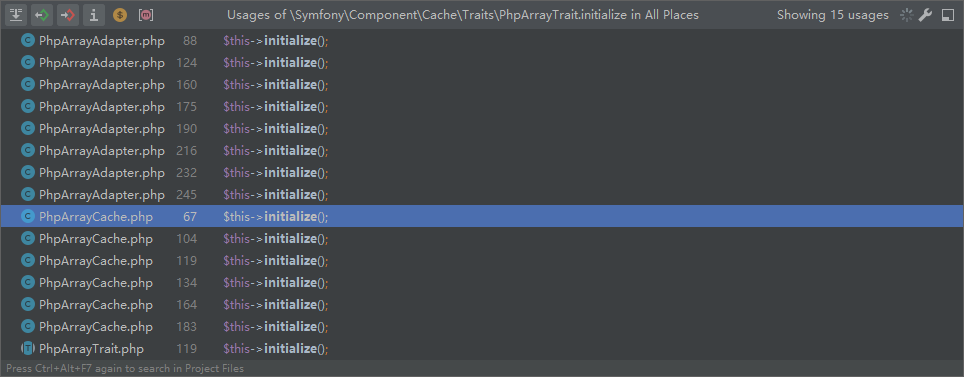 Usages of \Symfony\Component\Cache\Traits\PhpArrayTrait.initialize in All Places Showing 15 usages
C PhpArrayAdapter.php 88 $this->initialize();
C PhpArrayAdapter.php 124 $this->initialize();
C PhpArrayAdapter.php 160 $this->initialize();
C PhpArrayAdapter.php 175 $this->initialize();
C PhpArrayAdapter.php 190 $this->initialize();
C PhpArrayAdapter.php 216 $this->initialize();
C PhpArrayAdapter.php 232 $this->initialize();
C PhpArrayAdapter.php 245 $this->initialize();
C PhpArrayCache.php 67 $this->initialize();
C PhpArrayCache.php 104 $this->initialize();
C PhpArrayCache.php 119 $this->initialize();
C PhpArrayCache.php 134 $this->initialize();
C PhpArrayCache.php 164 $this->initialize();
C PhpArrayCache.php 183 $this->initialize();
T PhpArrayTrait.php 119 $this->initialize();
Press Ctrl+Alt+F7 again to search in Project Files